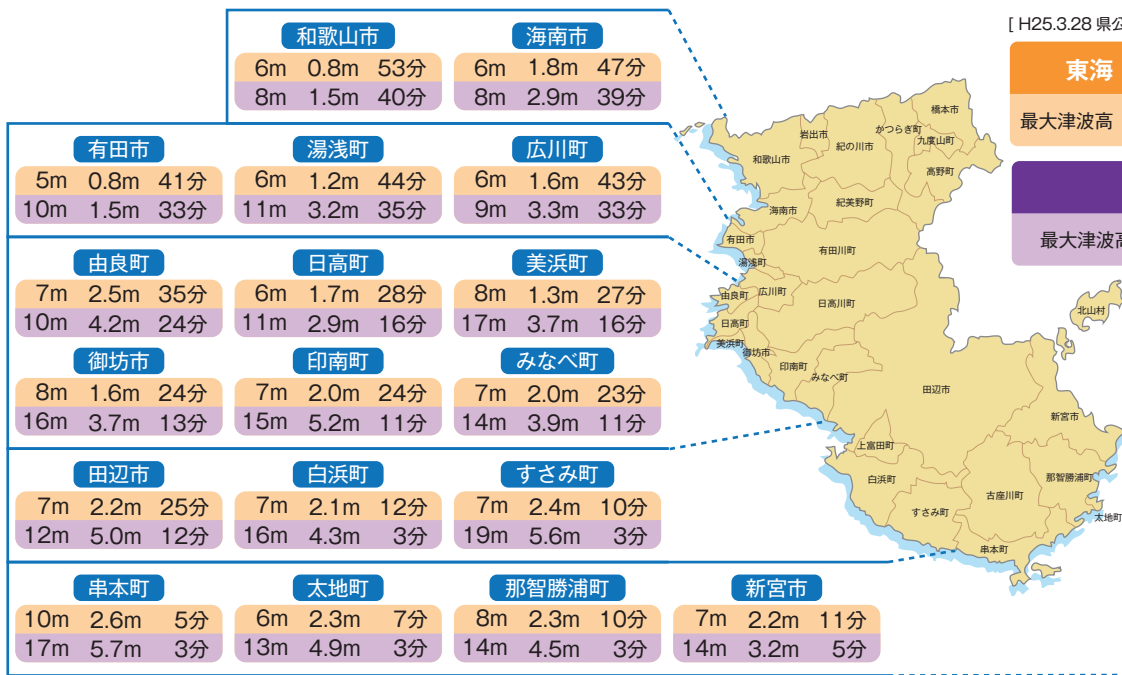 [ H25.3.28 県公
東海
最大津波高
最大津波高
和歌山市 海南市
6m 0.8m 53分 6m 1.8m 47分
8m 1.5m 40分 8m 2.9m 39分
有田市 湯浅町 広川町
5m 0.8m 41分 6m 1.2m 44分 6m 1.6m 43分
10m 1.5m 33分 11m 3.2m 35分 9m 3.3m 33分
由良町 日高町 美浜町
7m 2.5m 35分 6m 1.7m 28分 8m 1.3m 27分
10m 4.2m 24分 11m 2.9m 16分 17m 3.7m 16分
御坊市 印南町 みなべ町
8m 1.6m 24分 7m 2.0m 24分 7m 2.0m 23分
16m 3.7m 13分 15m 5.2m 11分 14m 3.9m 11分
田辺市 白浜町 すさみ町
7m 2.2m 25分 7m 2.1m 12分 7m 2.4m 10分
12m 5.0m 12分 16m 4.3m 3分 19m 5.6m 3分
串本町 太地町 那智勝浦町 新宮市
10m 2.6m 5分 6m 2.3m 7分 8m 2.3m 10分 7m 2.2m 11分
17m 5.7m 3分 13m 4.9m 3分 14m 4.5m 3分 14m 3.2m 5分
橋本市
岩出市 かつらぎ町
紀の川市 九度山町
和歌山市
高野町
紀美野町
海南市
有田市 有田川町
湯浅町
由良町 広川町
日高川町
北山村
日高町
美浜町
御坊市
印南町
みなべ町
田辺市
新宮市
上富田町
白浜町
那智勝浦町
古座川町
すさみ町
太地町
串本町